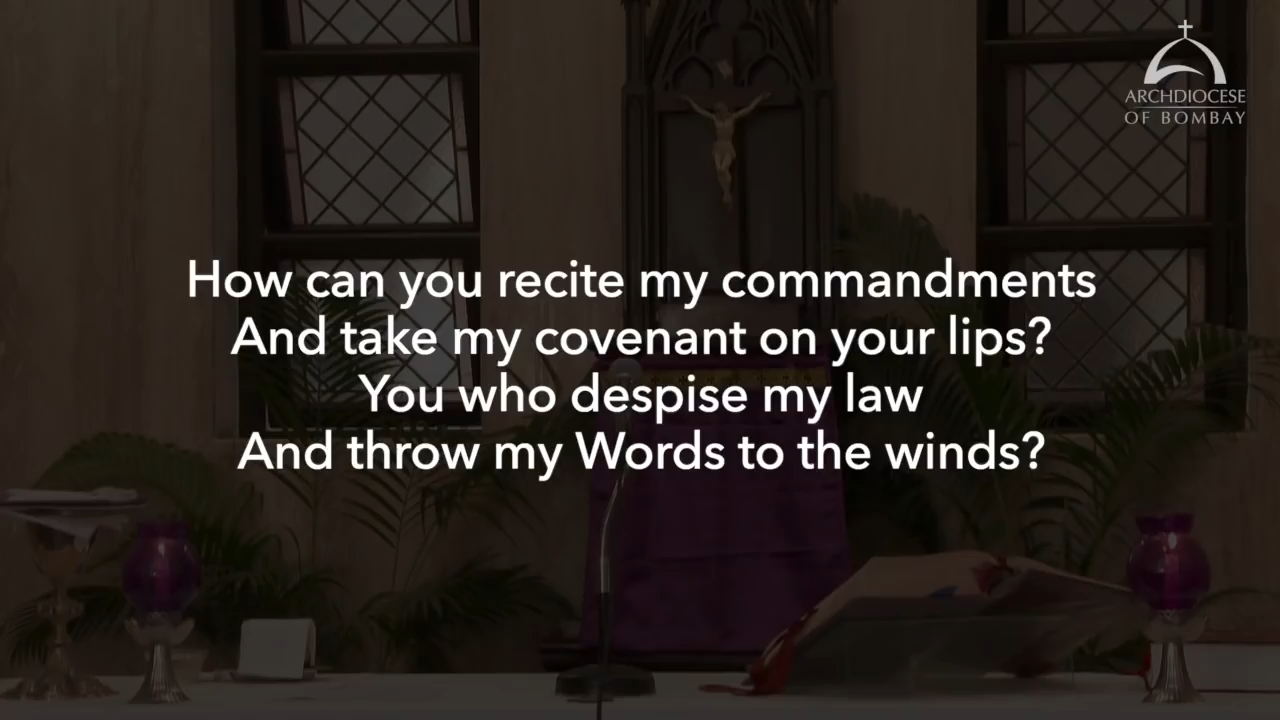 ARCHDIOCESE
OF BOMBAY
How can you recite my commandments
And take my covenant on your lips?
You who despise my law
And throw my Words to the winds?